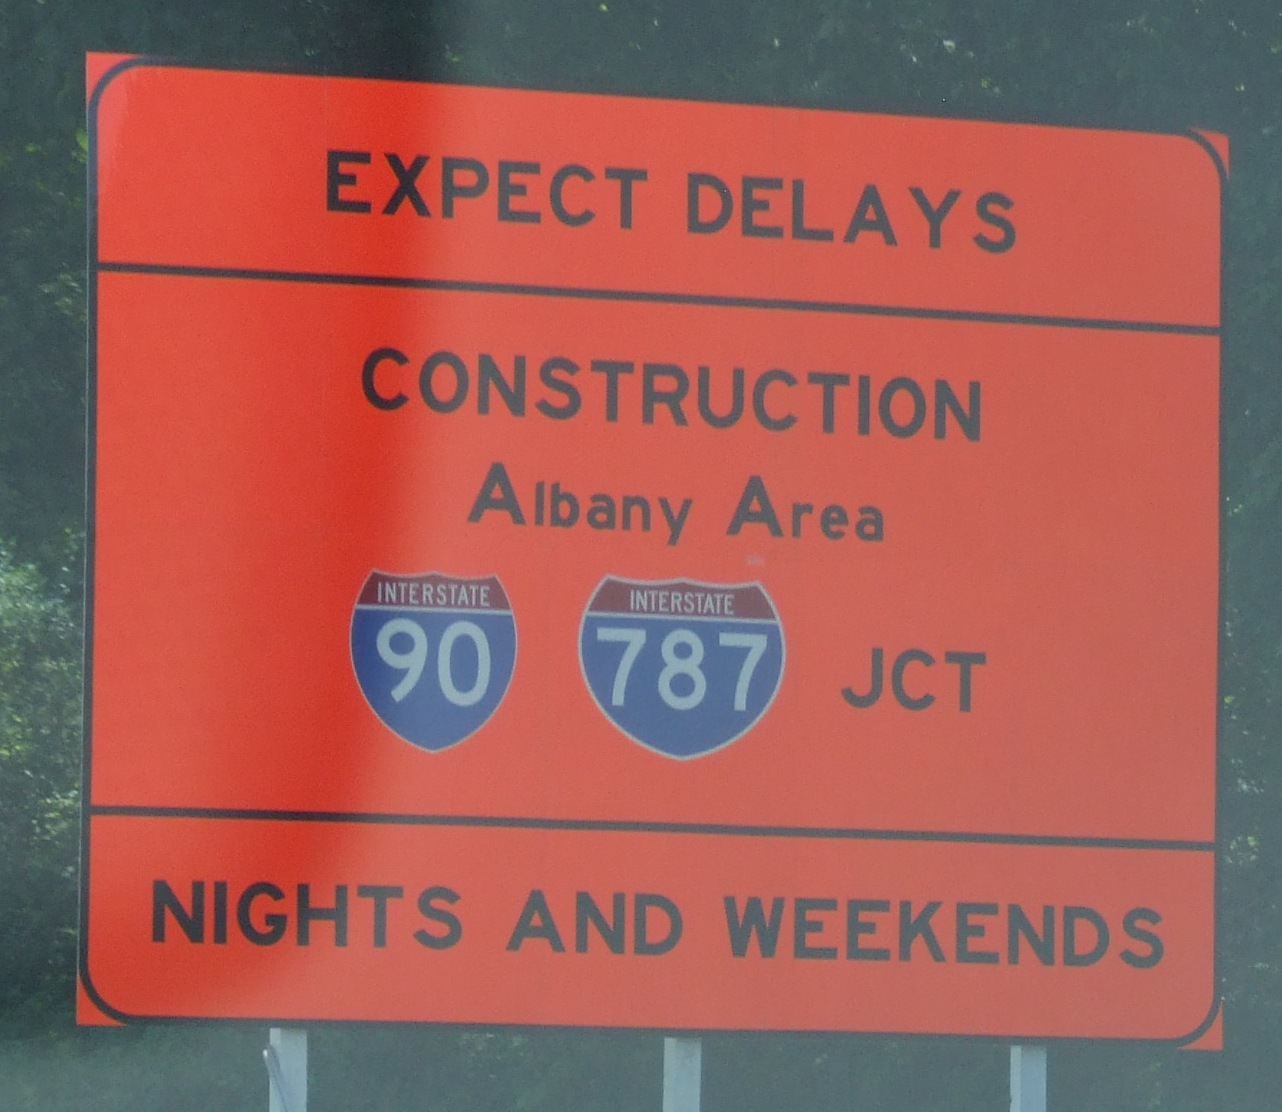 EXPECT DELAYS
CONSTRUCTION
Albany Area
INTERSTATE 90 INTERSTATE 787 JCT
NIGHTS AND WEEKENDS